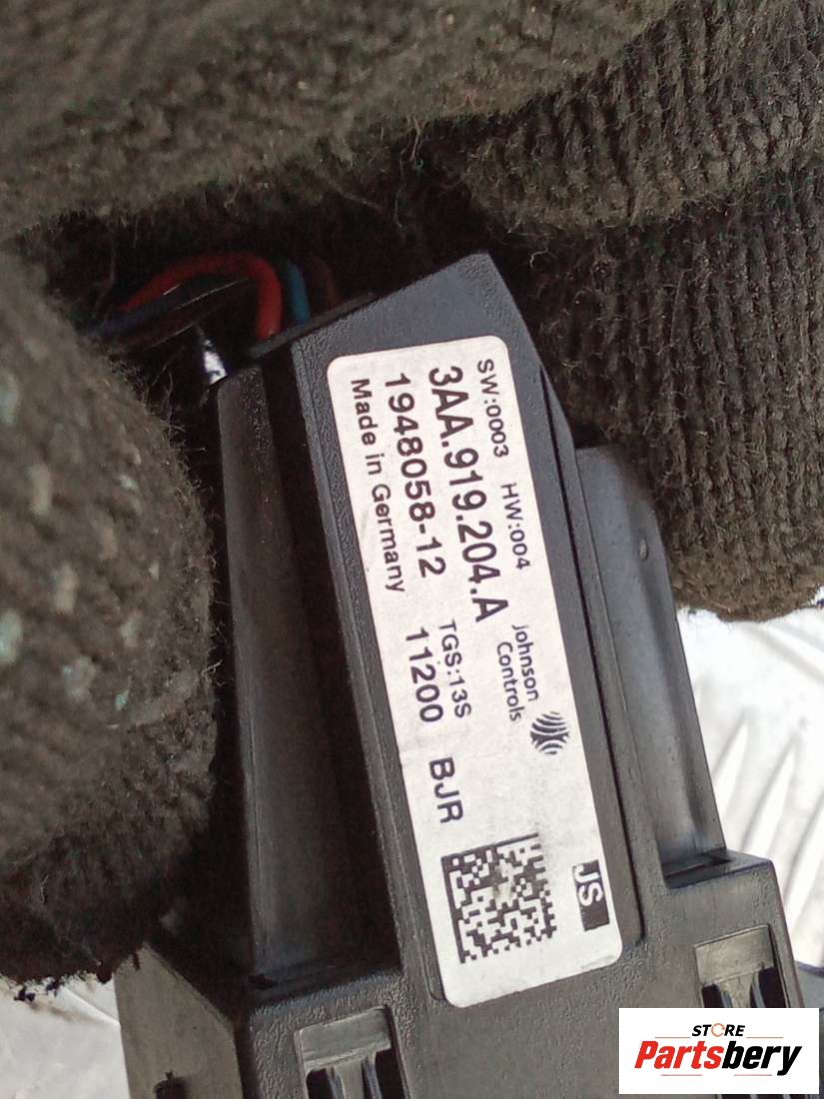 SW:0003 HW:004
3AA.919.204.A
1948058-12 TGS:13S
Made in Germany 11200 BJR
Johnson
Controls
JS
STORE
Partsbery